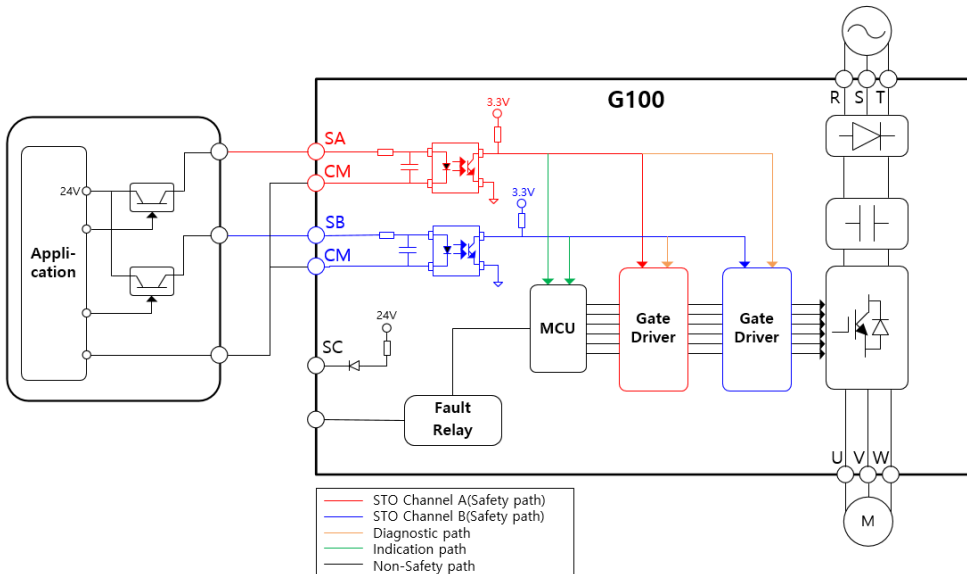 G100
R S T
3.3V
SA
CM
24V
3.3V
SB
Appli-
cation
CM
MCU
Gate
Driver
Gate
Driver
24V
SC
Fault
Relay
U V W
M
STO Channel A(Safety path)
STO Channel B(Safety path)
Diagnostic path
Indication path
Non-Safety path